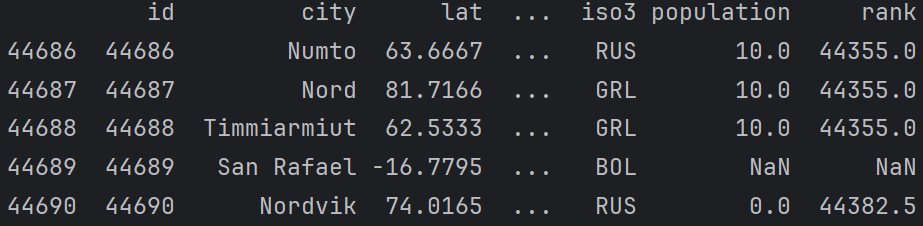 id city lat ... iso3 population rank
44686 44686 Numto 63.6667 ... RUS 10.0 44355.0
44687 44687 Nord 81.7166 ... GRL 10.0 44355.0
44688 44688 Timmiarmiut 62.5333 ... GRL 10.0 44355.0
44689 44689 San Rafael -16.7795 ... BOL NaN NaN
44690 44690 Nordvik 74.0165 ... RUS 0.0 44382.5